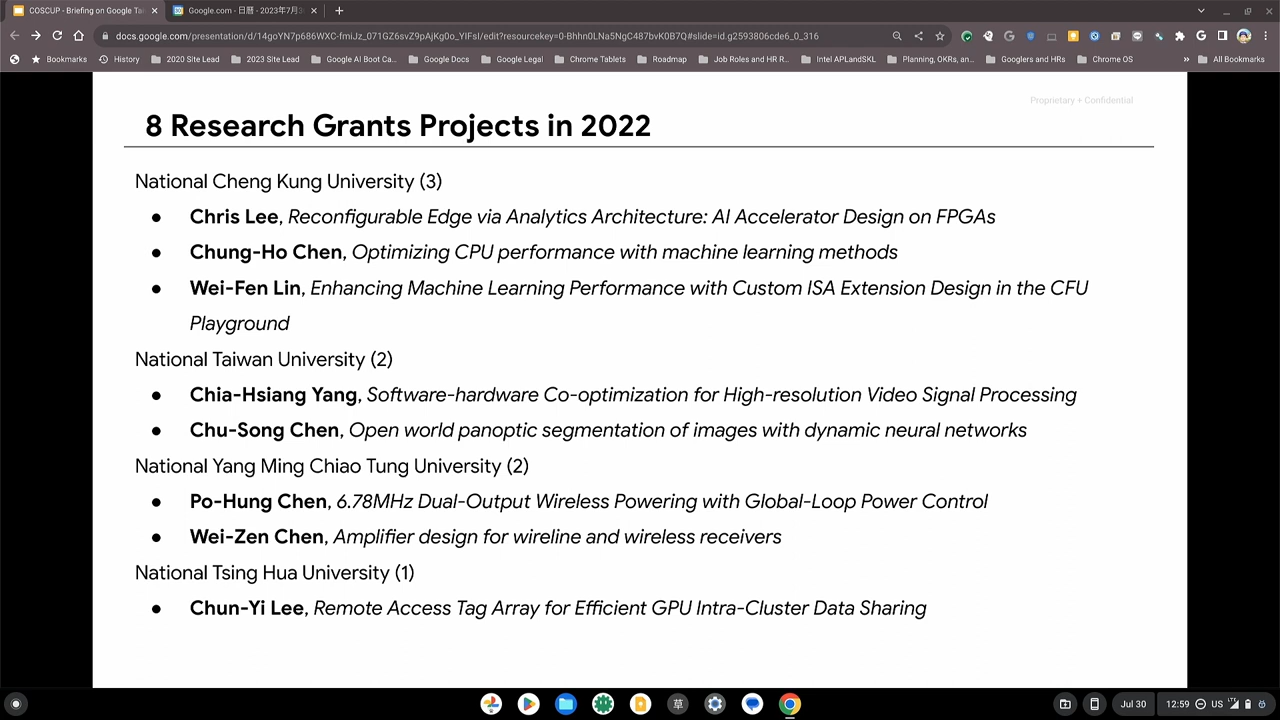 COSCUP - Briefing on Google Tai
Google.com - 日曆 - 2023年7月3
docs.google.com/presentation/d/14goYN7p686WXC-fmiJz_071GZ6svZ9pAjKg0o_YIFsI/edit?resourcekey=0-Bhhn0LNa5NgC487bvK0B7Q#slide=id.g2593806cde6_0_316
Bookmarks History 2020 Site Lead 2023 Site Lead Google AI Boot Ca... Google Docs Google Legal Chrome Tablets Roadmap Job Roles and HR R... Intel APLandSKL Planning, OKRs, an... Googlers and HRs Chrome OS » All Bookmarks
Proprietary + Confidential
8 Research Grants Projects in 2022
National Cheng Kung University (3)
● Chris Lee, Reconfigurable Edge via Analytics Architecture: AI Accelerator Design on FPGAs
● Chung-Ho Chen, Optimizing CPU performance with machine learning methods
● Wei-Fen Lin, Enhancing Machine Learning Performance with Custom ISA Extension Design in the CFU
Playground
National Taiwan University (2)
● Chia-Hsiang Yang, Software-hardware Co-optimization for High-resolution Video Signal Processing
● Chu-Song Chen, Open world panoptic segmentation of images with dynamic neural networks
National Yang Ming Chiao Tung University (2)
● Po-Hung Chen, 6.78MHz Dual-Output Wireless Powering with Global-Loop Power Control
● Wei-Zen Chen, Amplifier design for wireline and wireless receivers
National Tsing Hua University (1)
● Chun-Yi Lee, Remote Access Tag Array for Efficient GPU Intra-Cluster Data Sharing
草
Jul 30 12:59 US LTE